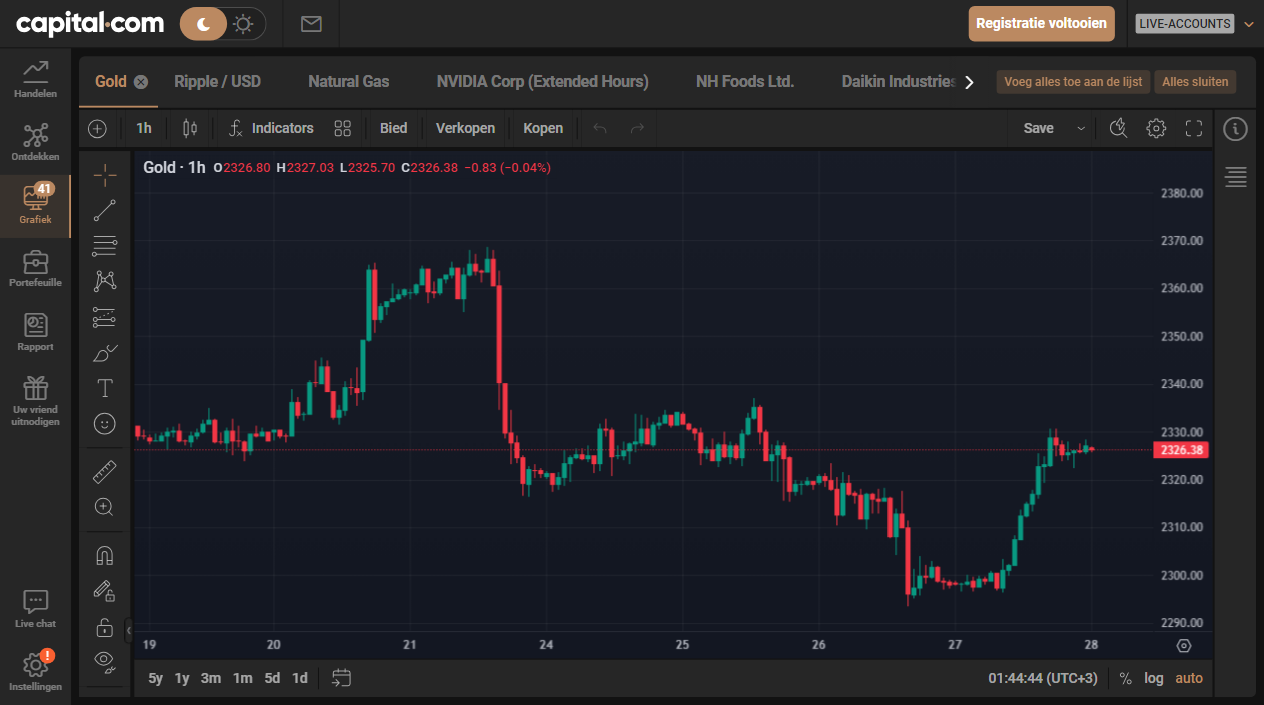 capital.com
Registratie voltooien
LIVE-ACCOUNTS
Handelen
Ontdekken
41
Grafiek
Portefeuille
Rapport
Uw vriend
uitnodigen
Live chat
!
Instellingen
Gold
Ripple / USD
Natural Gas
NVIDIA Corp (Extended Hours)
NH Foods Ltd.
Daikin Industries
Voeg alles toe aan de lijst
Alles sluiten
1h
Indicators
Bied
Verkopen
Kopen
Save
Gold · 1h O2326.80 H2327.03 L2325.70 C2326.38 −0.83 (−0.04%)
2380.00
2370.00
2360.00
2350.00
2340.00
2330.00
2326.38
2320.00
2310.00
2300.00
2290.00
19 20 21 24 25 26 27 28
5y 1y 3m 1m 5d 1d
01:44:44 (UTC+3)
% log auto